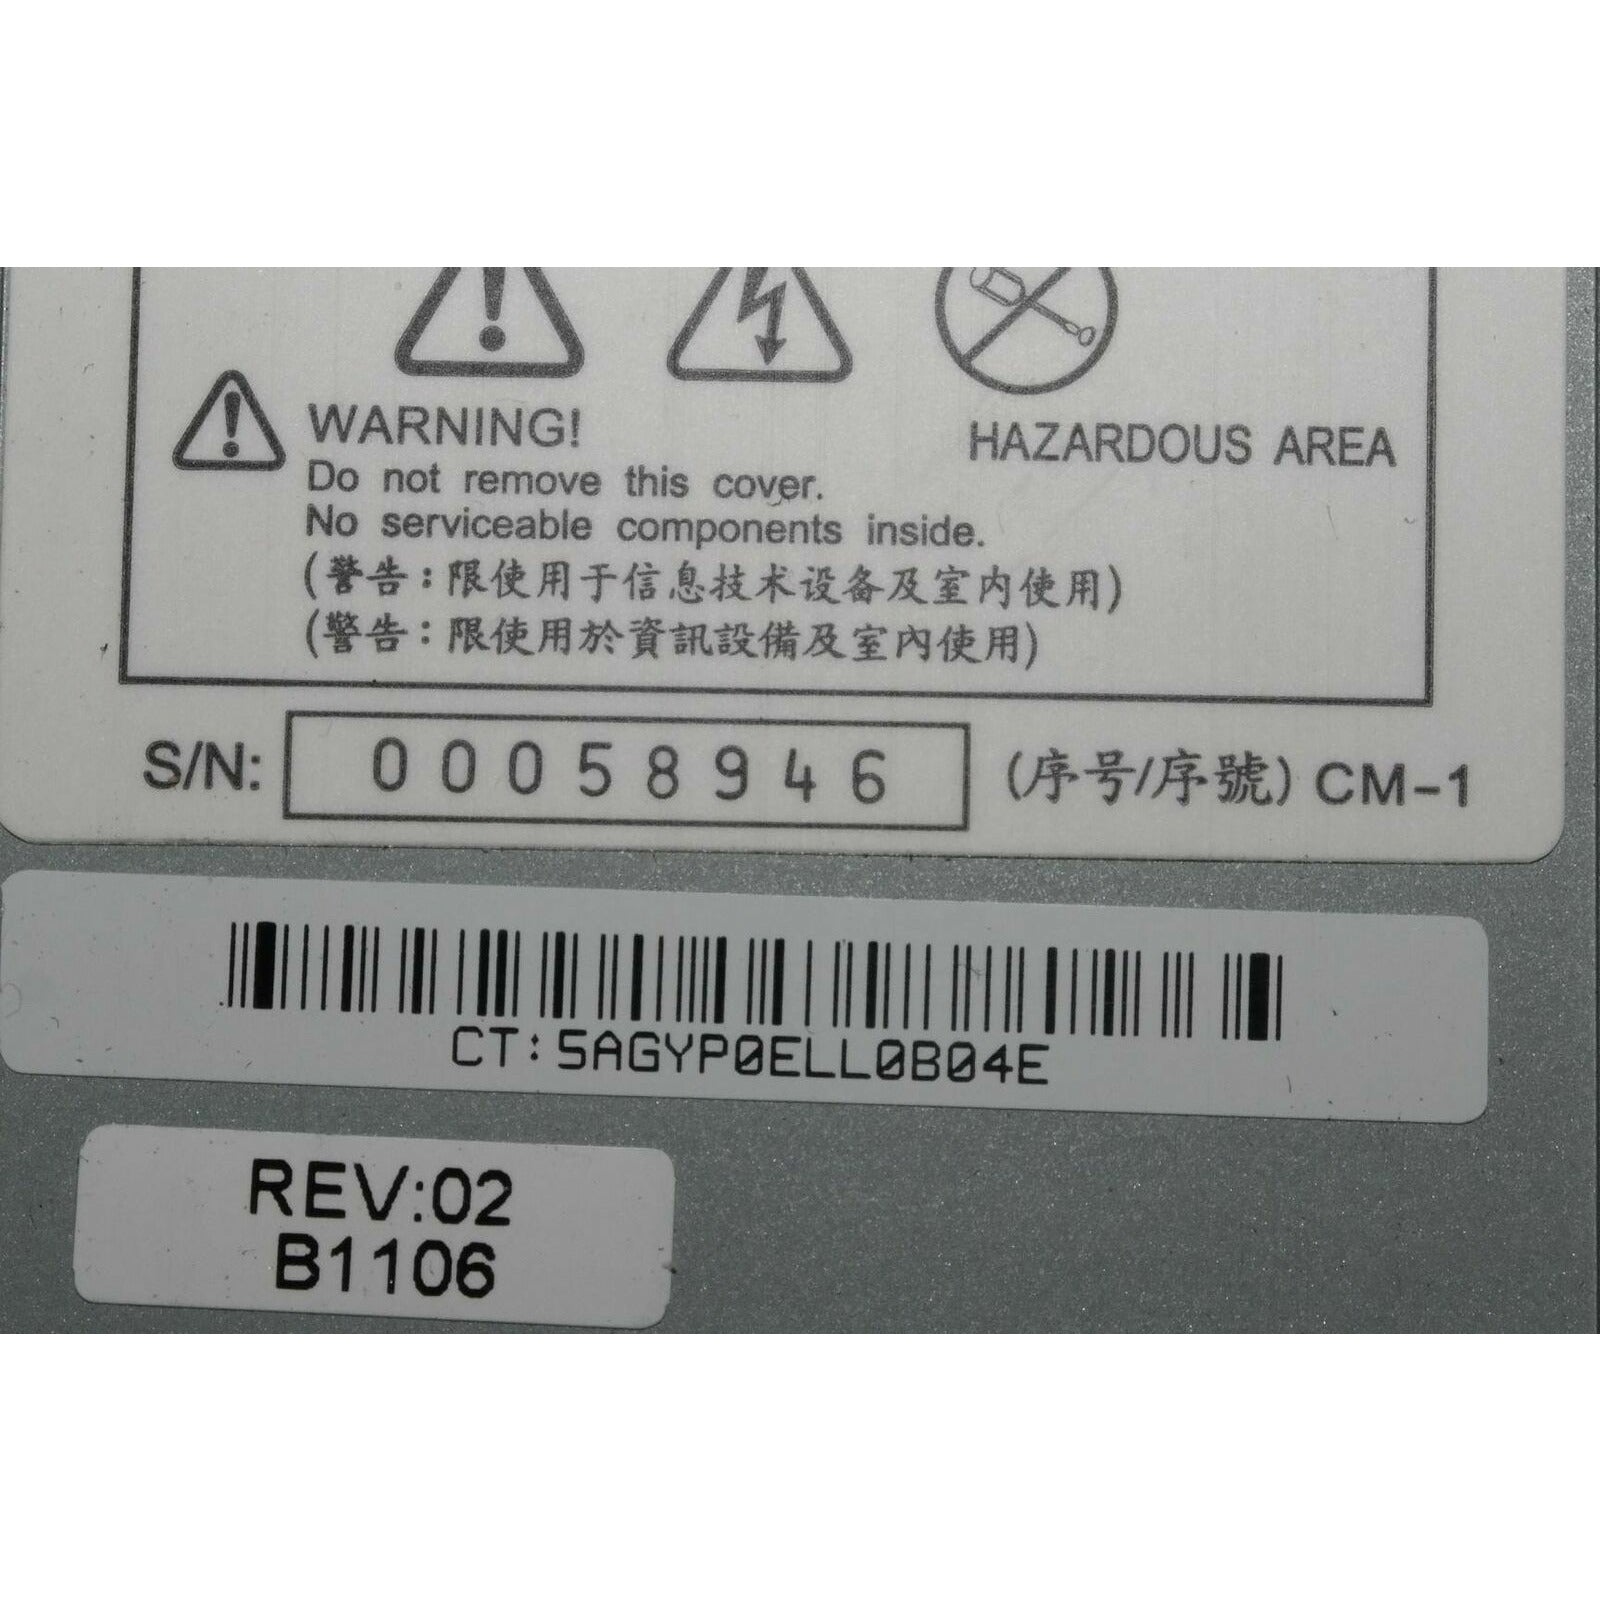 WARNING!
HAZARDOUS AREA
Do not remove this cover.
No serviceable components inside.
(警告：限使用于信息技术设备及室内使用)
(警告：限使用於資訊設備及室內使用)
S/N: 00058946 (序号/序號) CM-1
CT:5AGYP0ELL0B04E
REV:02
B1106